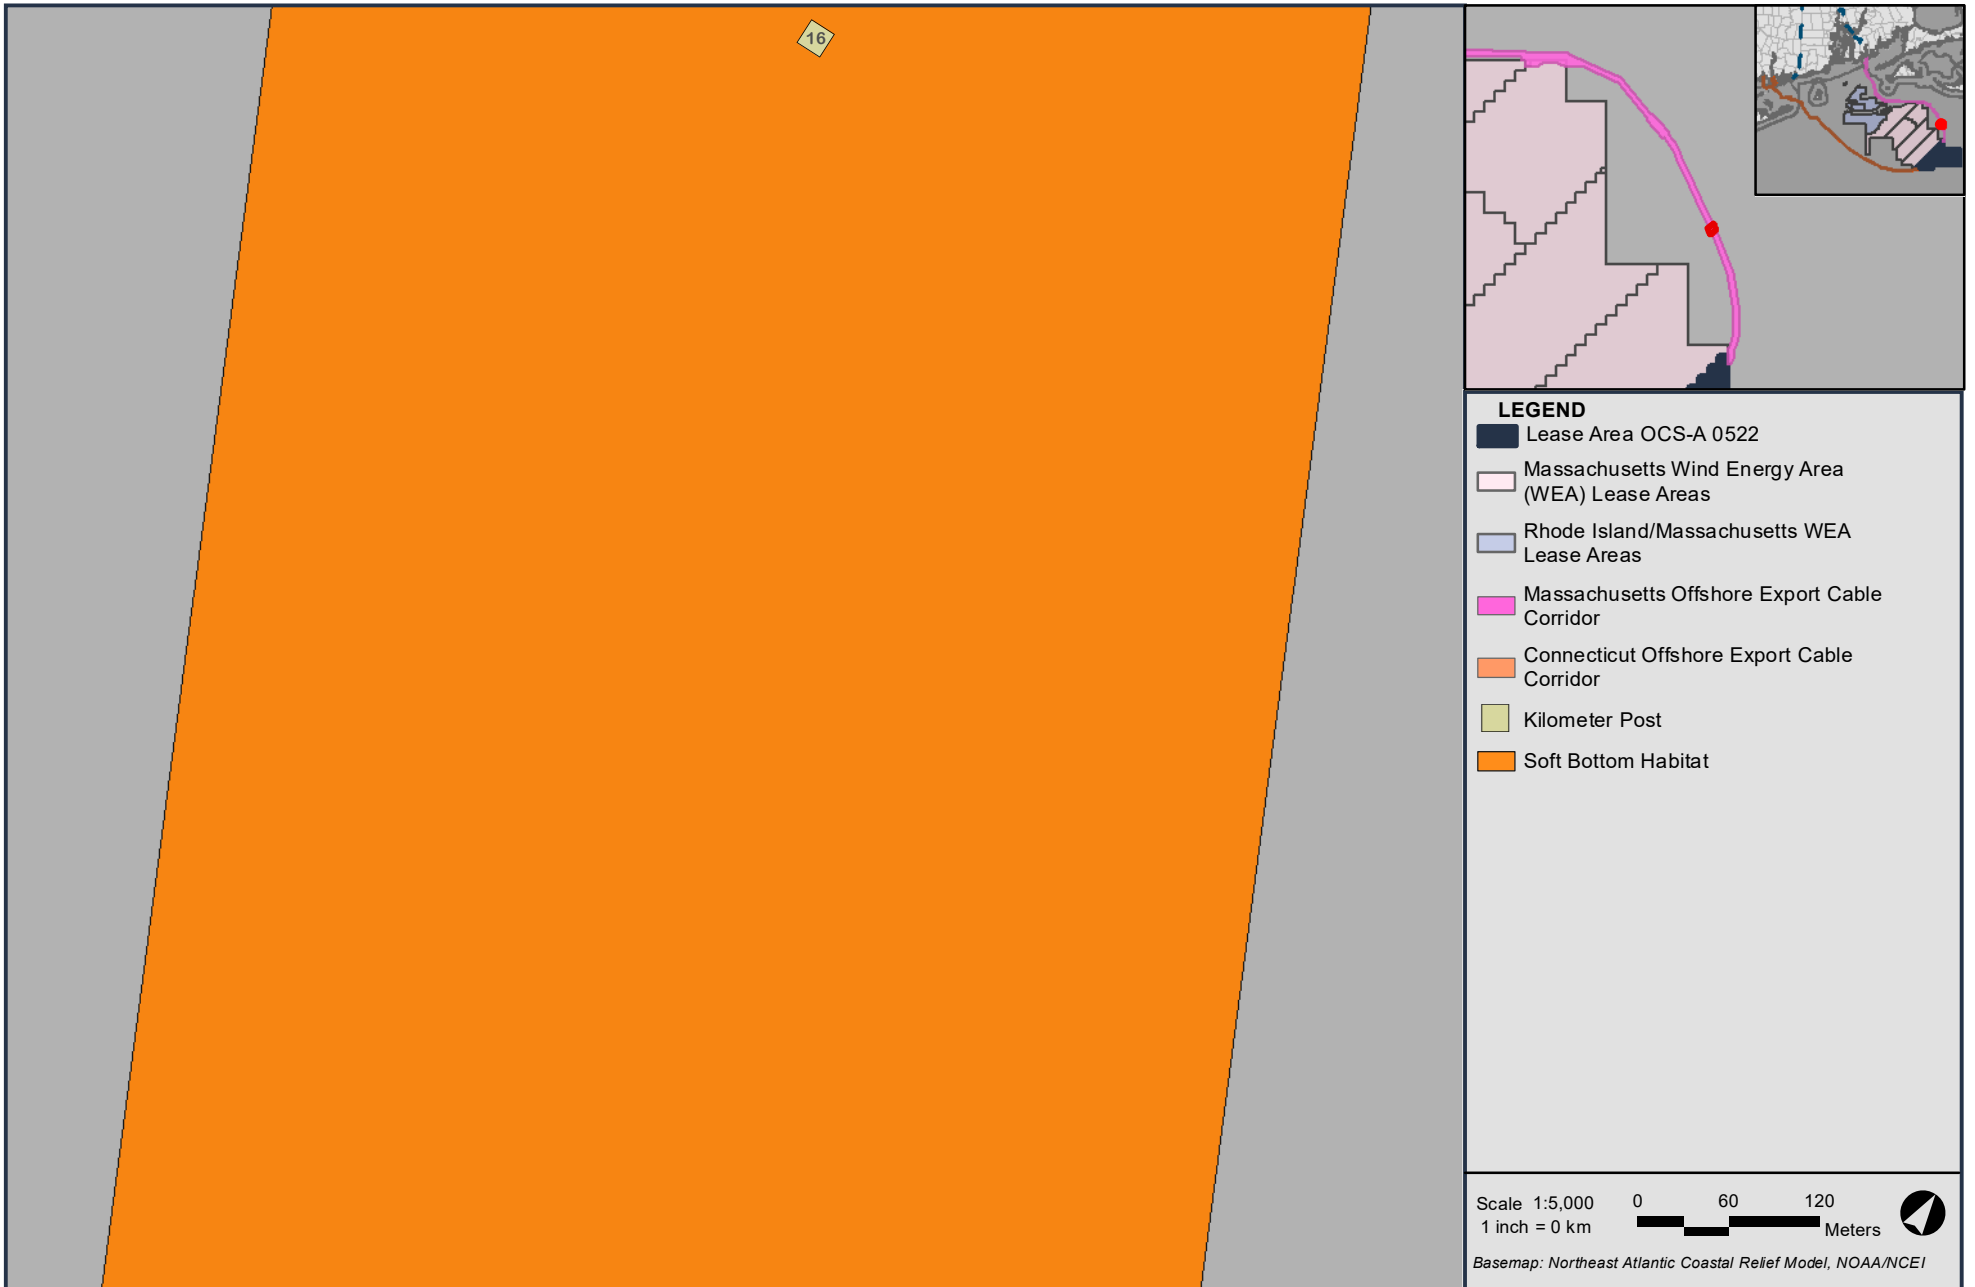 16
LEGEND
Lease Area OCS-A 0522
Massachusetts Wind Energy Area
(WEA) Lease Areas
Rhode Island/Massachusetts WEA
Lease Areas
Massachusetts Offshore Export Cable
Corridor
Connecticut Offshore Export Cable
Corridor
Kilometer Post
Soft Bottom Habitat
Scale 1:5,000
1 inch = 0 km
0 60 120
Meters
Basemap: Northeast Atlantic Coastal Relief Model, NOAA/NCEI